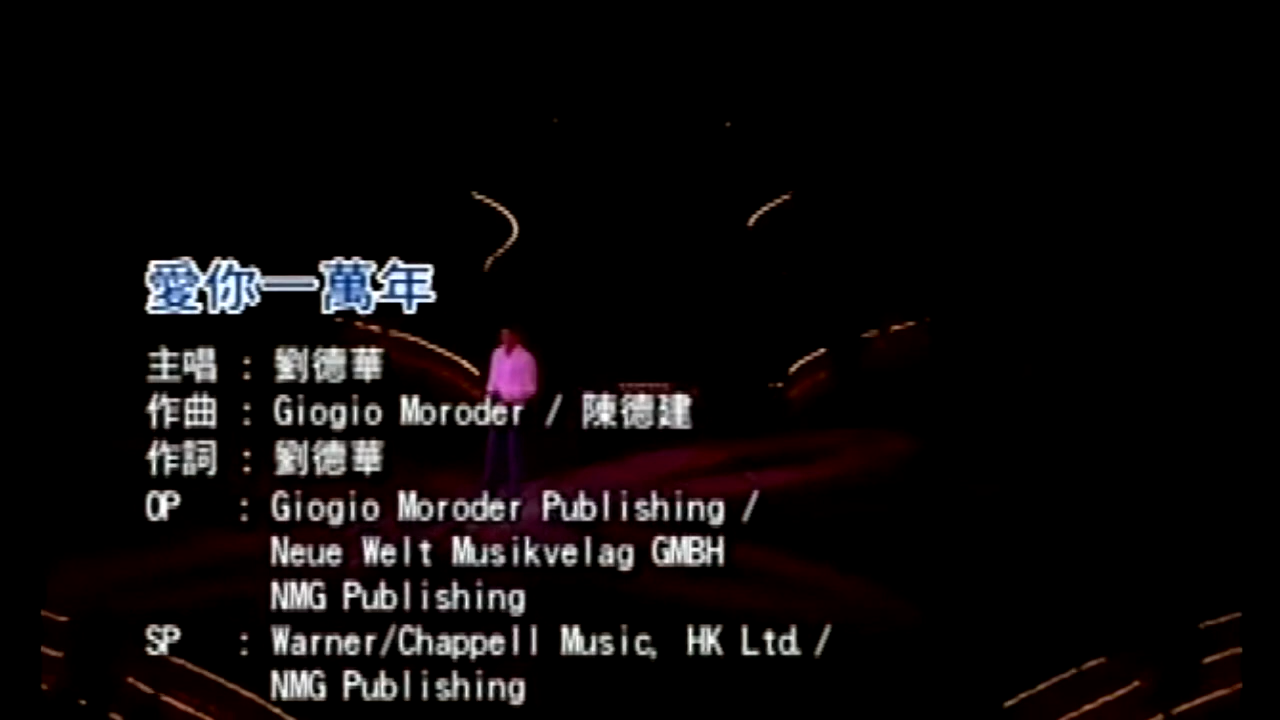 愛你一萬年
主唱 : 劉德華
作曲 : Giogio Moroder / 陳德建
作詞 : 劉德華
OP : Giogio Moroder Publishing /
Neue Welt Musikvelag GMBH
NMG Publishing
SP : Warner/Chappell Music, HK Ltd. /
NMG Publishing